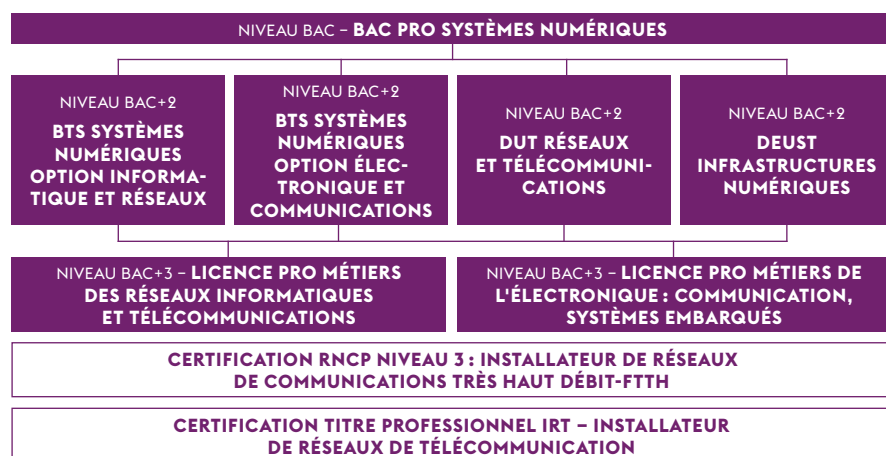 NIVEAU BAC – BAC PRO SYSTÈMES NUMÉRIQUES
NIVEAU BAC+2
BTS SYSTÈMES
NUMÉRIQUES
OPTION INFORMA-
TIQUE ET RÉSEAUX
NIVEAU BAC+2
BTS SYSTÈMES
NUMÉRIQUES
OPTION ÉLEC-
TRONIQUE ET
COMMUNICATIONS
NIVEAU BAC+2
DUT RÉSEAUX
ET TÉLÉCOMMUNI-
CATIONS
NIVEAU BAC+2
DEUST
INFRASTRUCTURES
NUMÉRIQUES
NIVEAU BAC+3 – LICENCE PRO MÉTIERS
DES RÉSEAUX INFORMATIQUES
ET TÉLÉCOMMUNICATIONS
NIVEAU BAC+3 – LICENCE PRO MÉTIERS DE
L'ÉLECTRONIQUE : COMMUNICATION,
SYSTÈMES EMBARQUÉS
CERTIFICATION RNCP NIVEAU 3 : INSTALLATEUR DE RÉSEAUX
DE COMMUNICATIONS TRÈS HAUT DÉBIT-FTTH
CERTIFICATION TITRE PROFESSIONNEL IRT – INSTALLATEUR
DE RÉSEAUX DE TÉLÉCOMMUNICATION